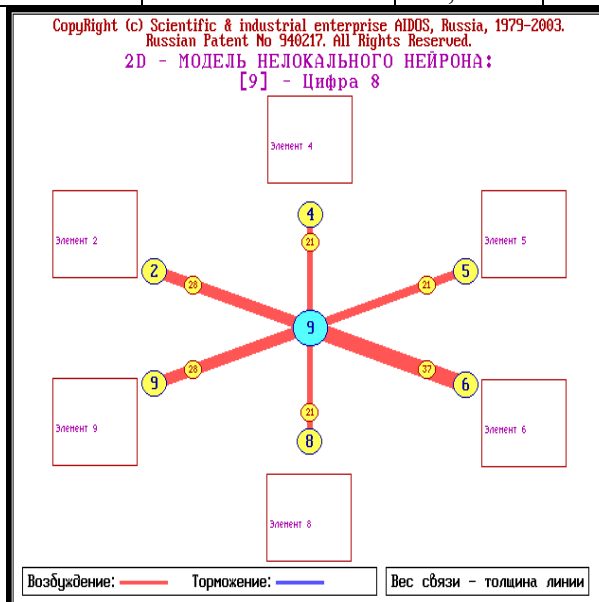 CopyRight (c) Scientific & industrial enterprise AIDOS, Russia, 1979-2003.
Russian Patent No 940217. All Rights Reserved.
2D - МОДЕЛЬ НЕЛОКАЛЬНОГО НЕЙРОНА:
[9] - Цифра 8
Элемент 4
4
21
Элемент 2
Элемент 5
2
5
28
21
9
9
28
37
6
21
8
Элемент 9
Элемент 6
Элемент 8
Возбуждение:
Торможение:
Вес связи - толщина линии